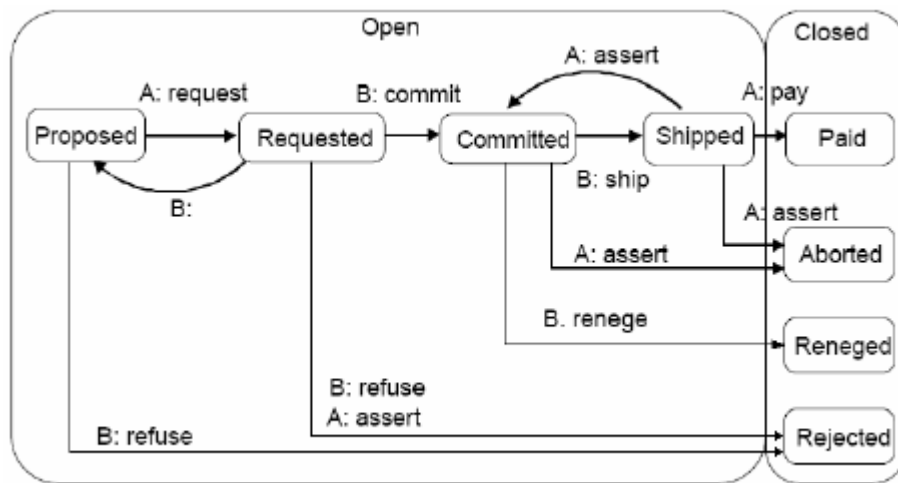 Open
Closed
A: assert
A: request
B: commit
A: pay
Proposed
Requested
Committed
Shipped
Paid
B:
B: ship
A: assert
A: assert
Aborted
B. renege
Reneged
B: refuse
A: assert
B: refuse
Rejected